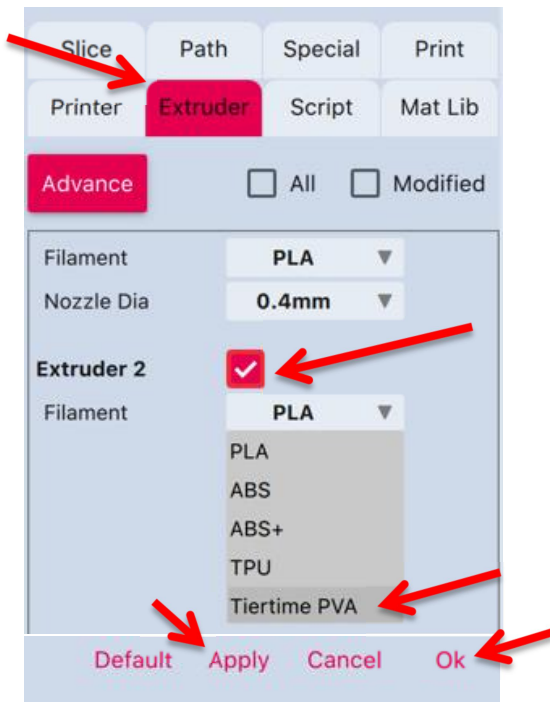 Slice Path Special Print
Printer Extruder Script Mat Lib
Advance All Modified
Filament PLA
Nozzle Dia 0.4mm
Extruder 2
Filament PLA
PLA
ABS
ABS+
TPU
Tiertime PVA
Default Apply Cancel Ok